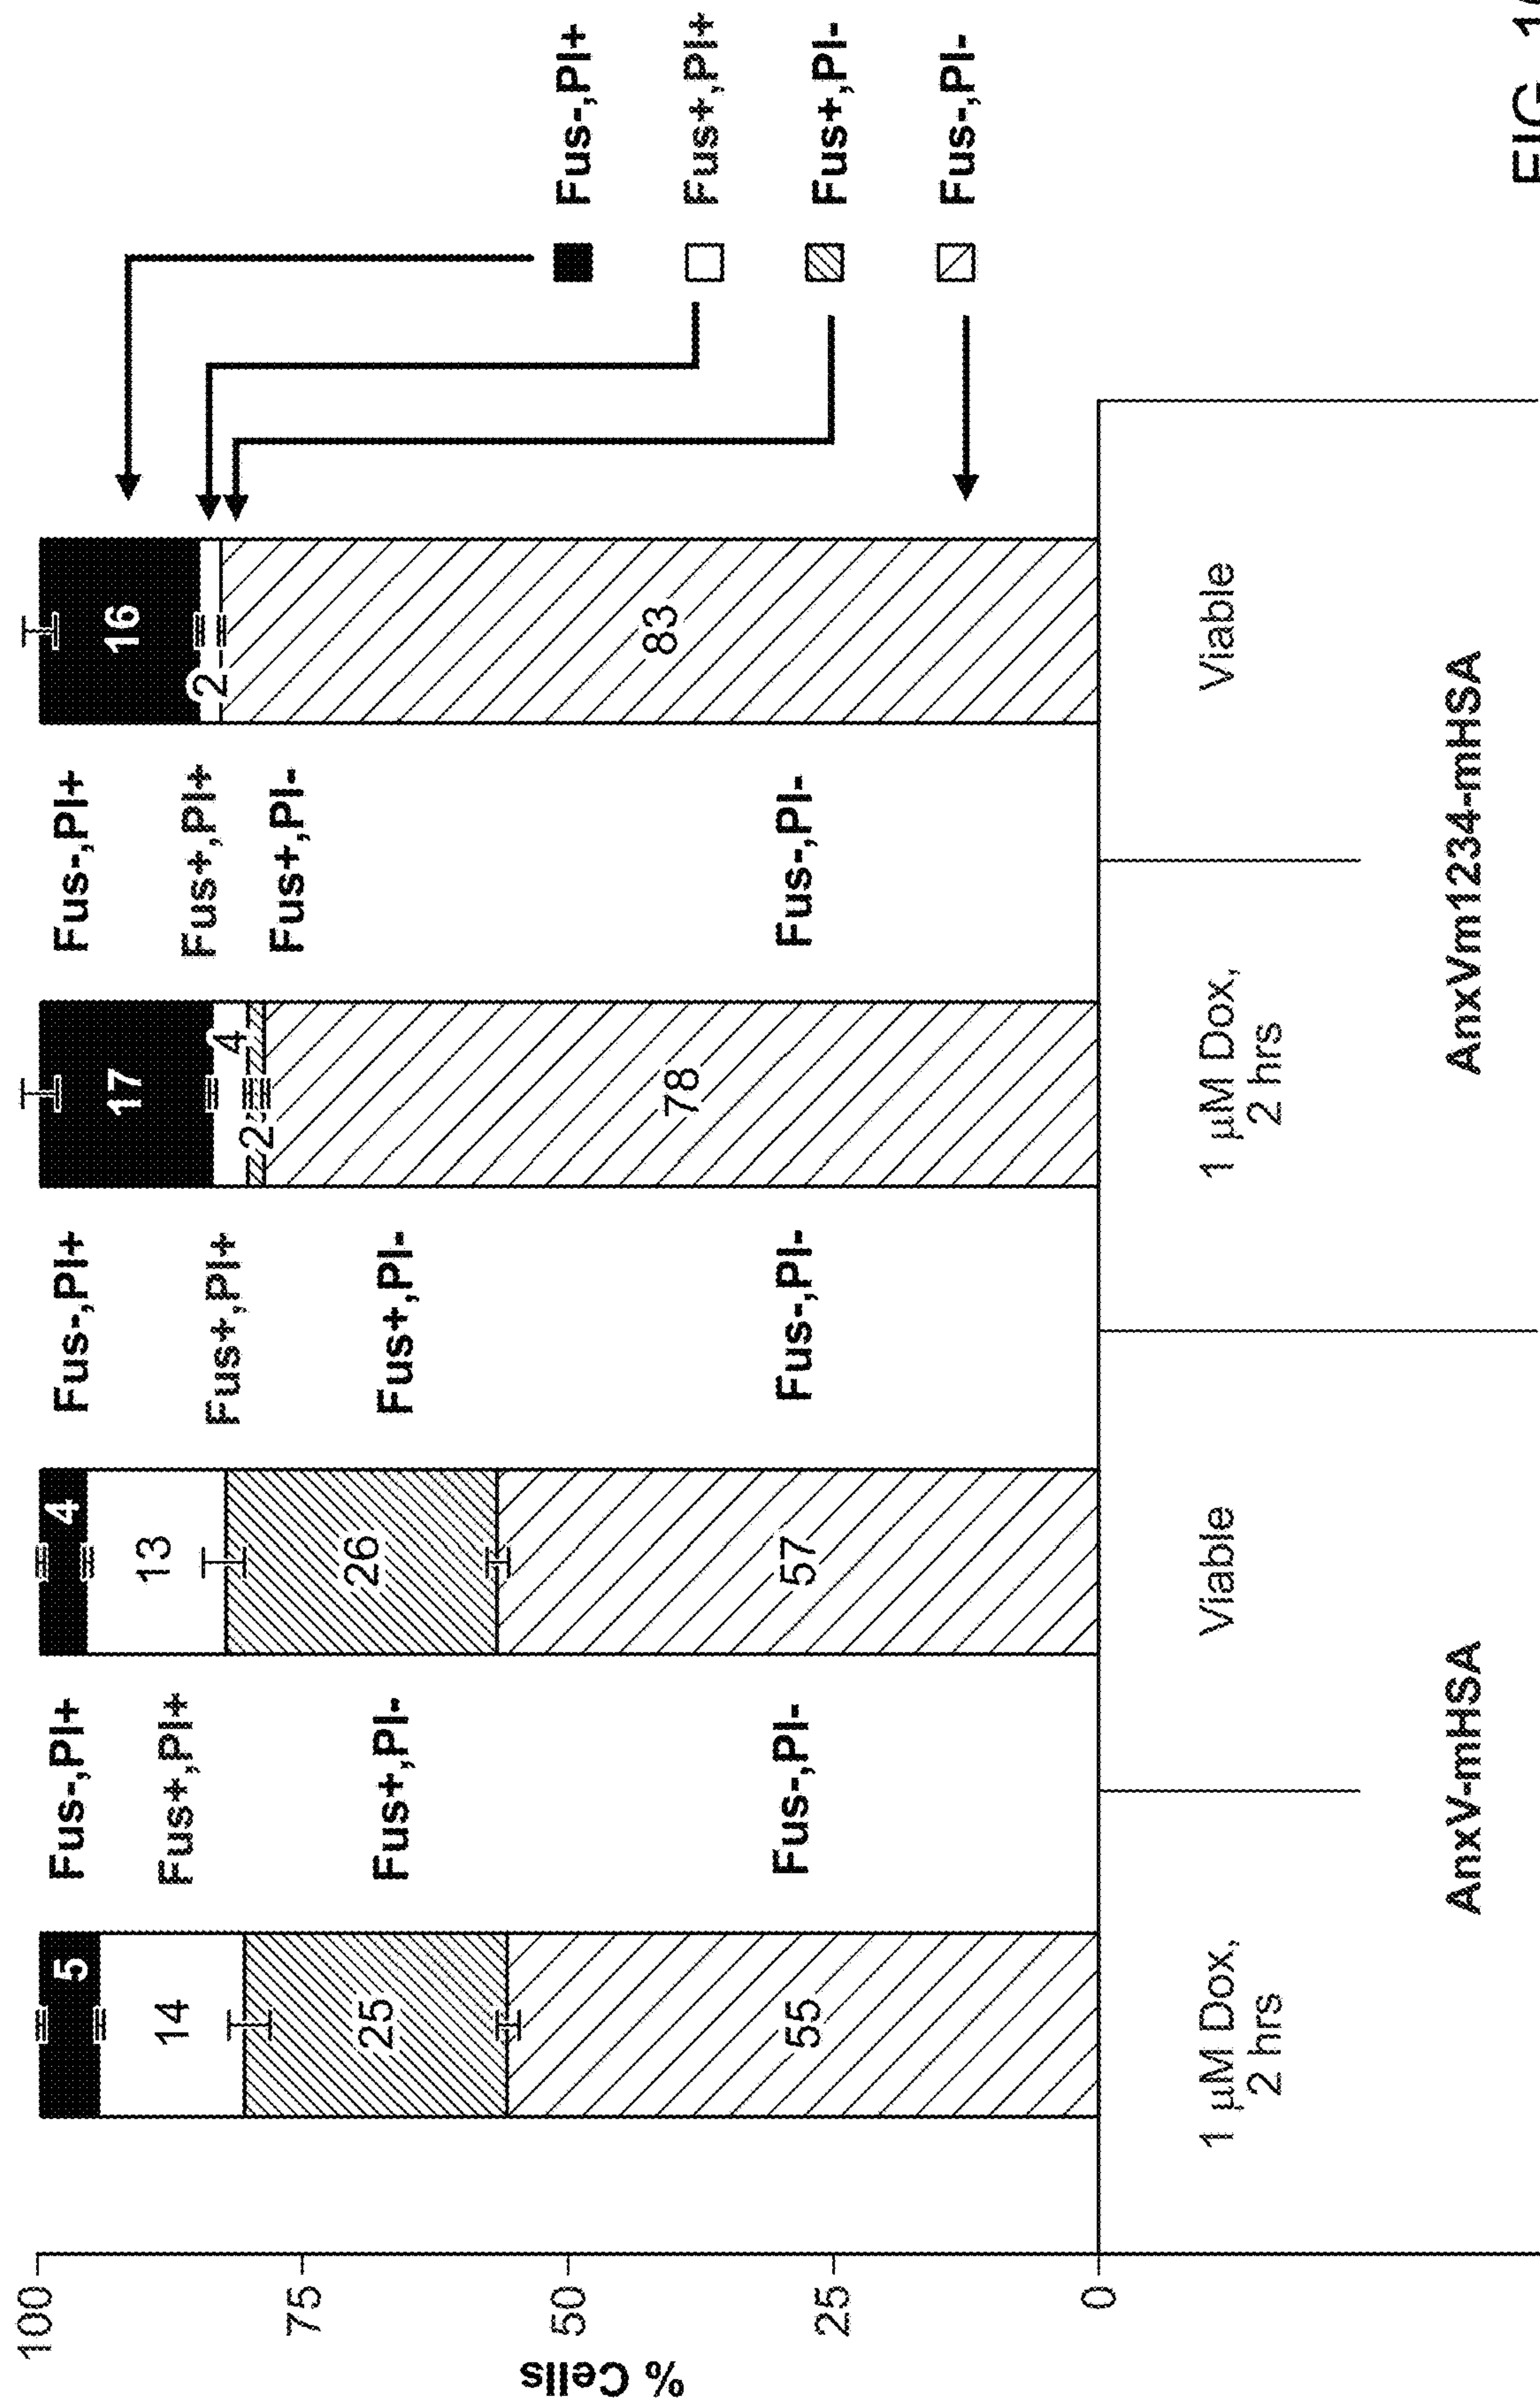 % Cells
100
75
50
25
0
5
14
25
55
Fus-,PI+
Fus+,PI+
Fus+,PI-
Fus-,PI-
4
13
26
57
Fus-,PI+
Fus+,PI+
Fus+,PI-
Fus-,PI-
17
4
2
78
Fus-,PI+
Fus+,PI+
Fus+,PI-
Fus-,PI-
16
2
83
Fus-,PI+
Fus+,PI+
Fus+,PI-
Fus-,PI-
1 µM Dox,
2 hrs
Viable
1 µM Dox,
2 hrs
Viable
AnxV-mHSA
AnxVm1234-mHSA
FIG.